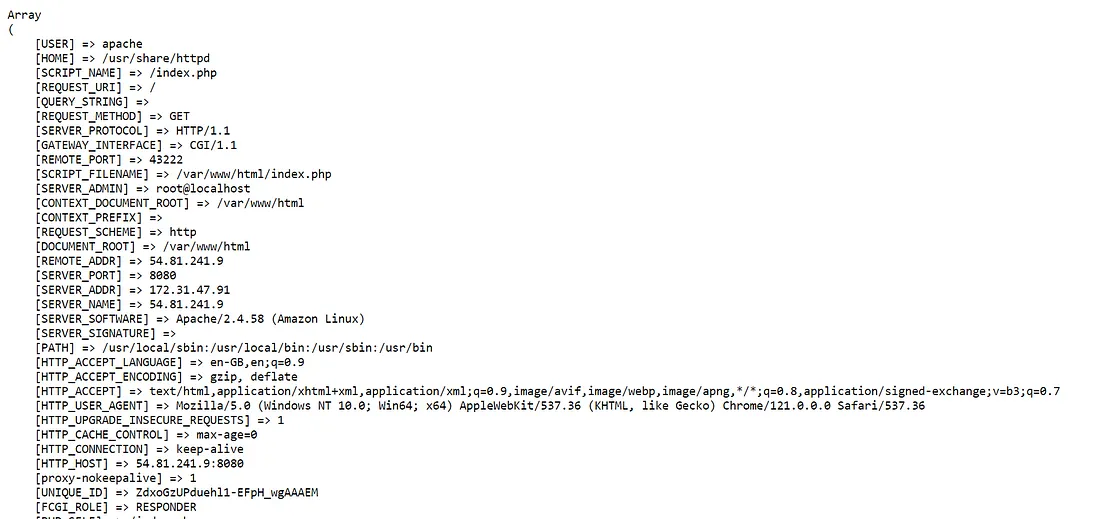 Array
(
[USER] => apache
[HOME] => /usr/share/httpd
[SCRIPT_NAME] => /index.php
[REQUEST_URI] => /
[QUERY_STRING] =>
[REQUEST_METHOD] => GET
[SERVER_PROTOCOL] => HTTP/1.1
[GATEWAY_INTERFACE] => CGI/1.1
[REMOTE_PORT] => 43222
[SCRIPT_FILENAME] => /var/www/html/index.php
[SERVER_ADMIN] => root@localhost
[CONTEXT_DOCUMENT_ROOT] => /var/www/html
[CONTEXT_PREFIX] =>
[REQUEST_SCHEME] => http
[DOCUMENT_ROOT] => /var/www/html
[REMOTE_ADDR] => 54.81.241.9
[SERVER_PORT] => 8080
[SERVER_ADDR] => 172.31.47.91
[SERVER_NAME] => 54.81.241.9
[SERVER_SOFTWARE] => Apache/2.4.58 (Amazon Linux)
[SERVER_SIGNATURE] =>
[PATH] => /usr/local/sbin:/usr/local/bin:/usr/sbin:/usr/bin
[HTTP_ACCEPT_LANGUAGE] => en-GB,en;q=0.9
[HTTP_ACCEPT_ENCODING] => gzip, deflate
[HTTP_ACCEPT] => text/html,application/xhtml+xml,application/xml;q=0.9,image/avif,image/webp,image/apng,*/*;q=0.8,application/signed-exchange;v=b3;q=0.7
[HTTP_USER_AGENT] => Mozilla/5.0 (Windows NT 10.0; Win64; x64) AppleWebKit/537.36 (KHTML, like Gecko) Chrome/121.0.0.0 Safari/537.36
[HTTP_UPGRADE_INSECURE_REQUESTS] => 1
[HTTP_CACHE_CONTROL] => max-age=0
[HTTP_CONNECTION] => keep-alive
[HTTP_HOST] => 54.81.241.9:8080
[proxy-nokeepalive] => 1
[UNIQUE_ID] => ZdxoGzUPduehl1-EFpH_wgAAAEM
[FCGI_ROLE] => RESPONDER